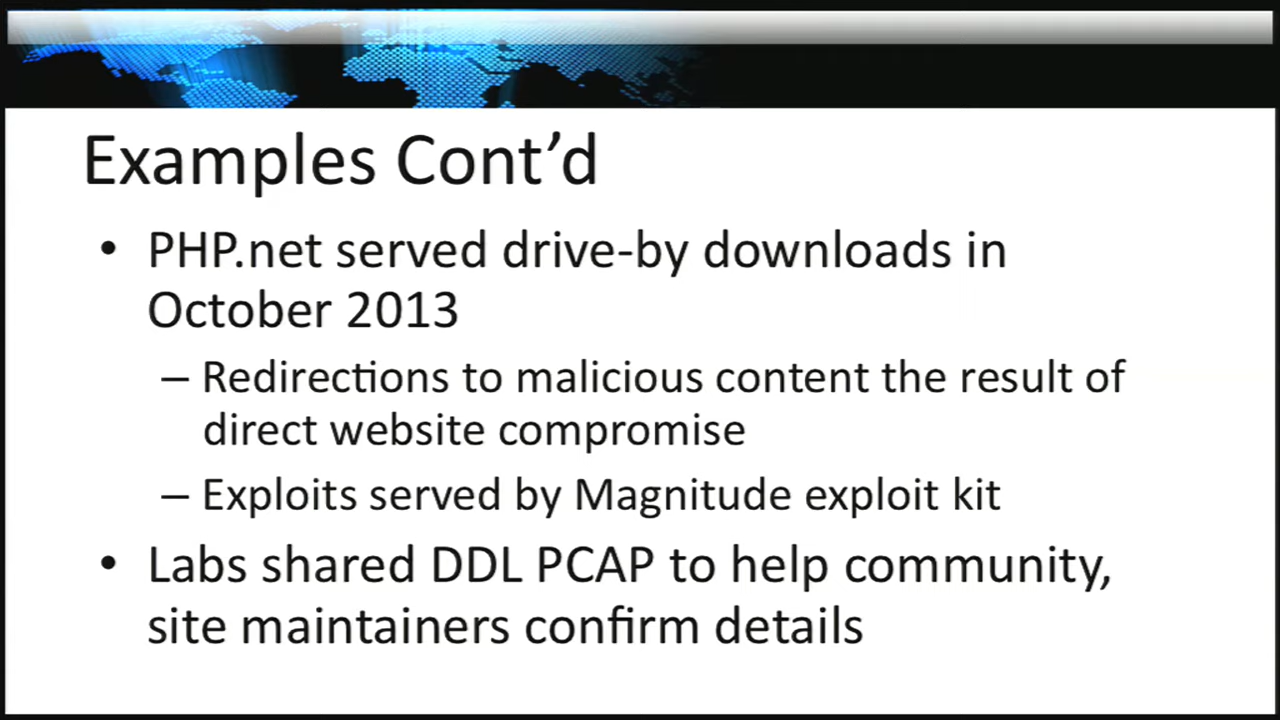 Examples Cont’d
• PHP.net served drive-by downloads in
October 2013
– Redirections to malicious content the result of
direct website compromise
– Exploits served by Magnitude exploit kit
• Labs shared DDL PCAP to help community,
site maintainers confirm details